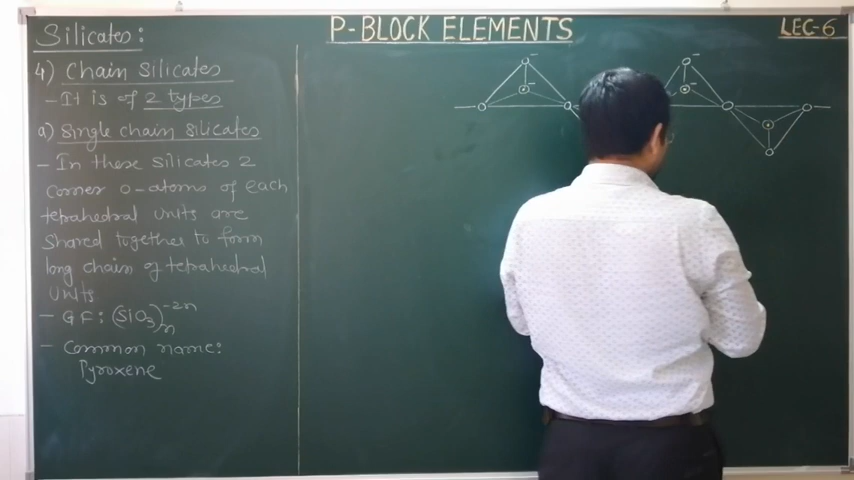 P-BLOCK ELEMENTS
LEC-6
Silicates:
4) Chain Silicates
- It is of 2 types
a) Single chain silicates
- In these silicates 2
corner o-atoms of each
tetrahedral units are
shared together to form
long chain of tetrahedral
units
- G F : (SiO₃)ₙ⁻²ⁿ
- Common name:
Pyroxene